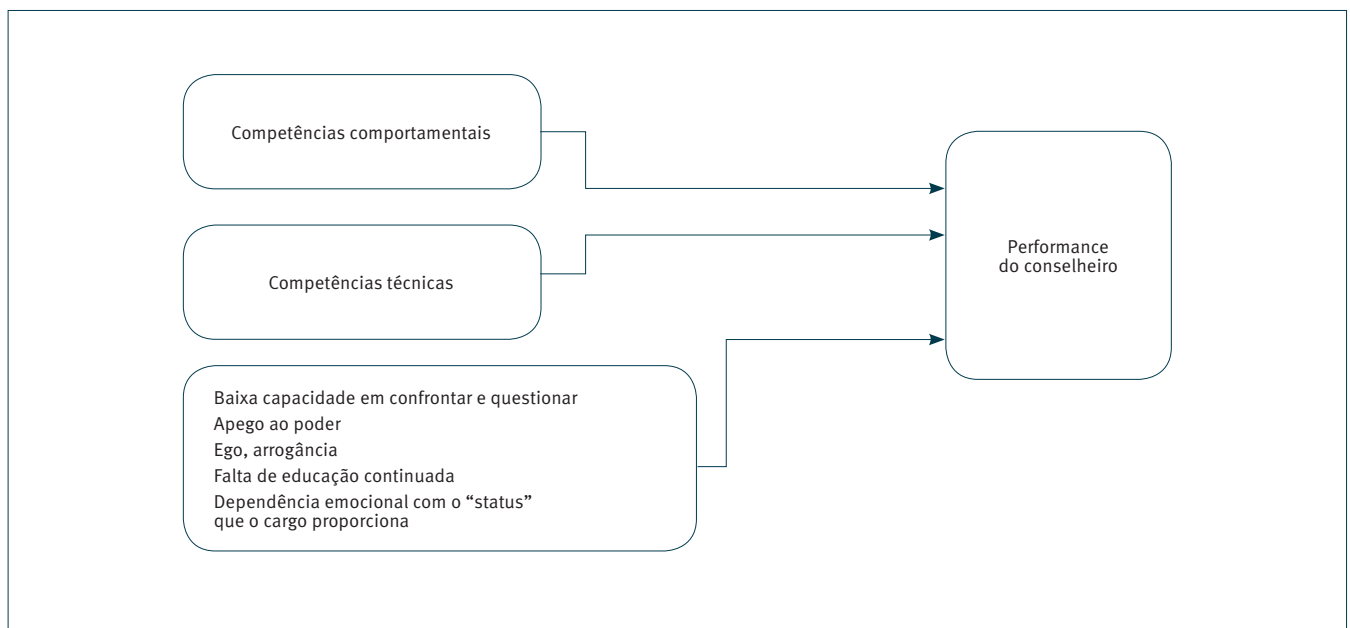 Competências comportamentais
Competências técnicas
Baixa capacidade em confrontar e questionar
Apego ao poder
Ego, arrogância
Falta de educação continuada
Dependência emocional com o “status”
que o cargo proporciona
Performance
do conselheiro